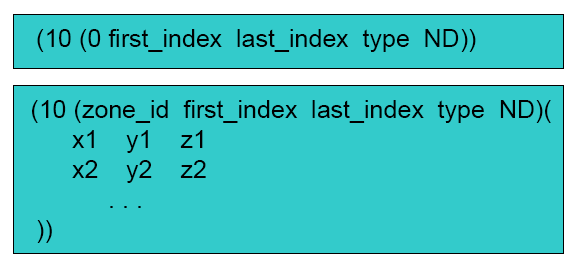 (10 (0 first_index last_index type ND))
(10 (zone_id first_index last_index type ND)(
x1 y1 z1
x2 y2 z2
. . .
))